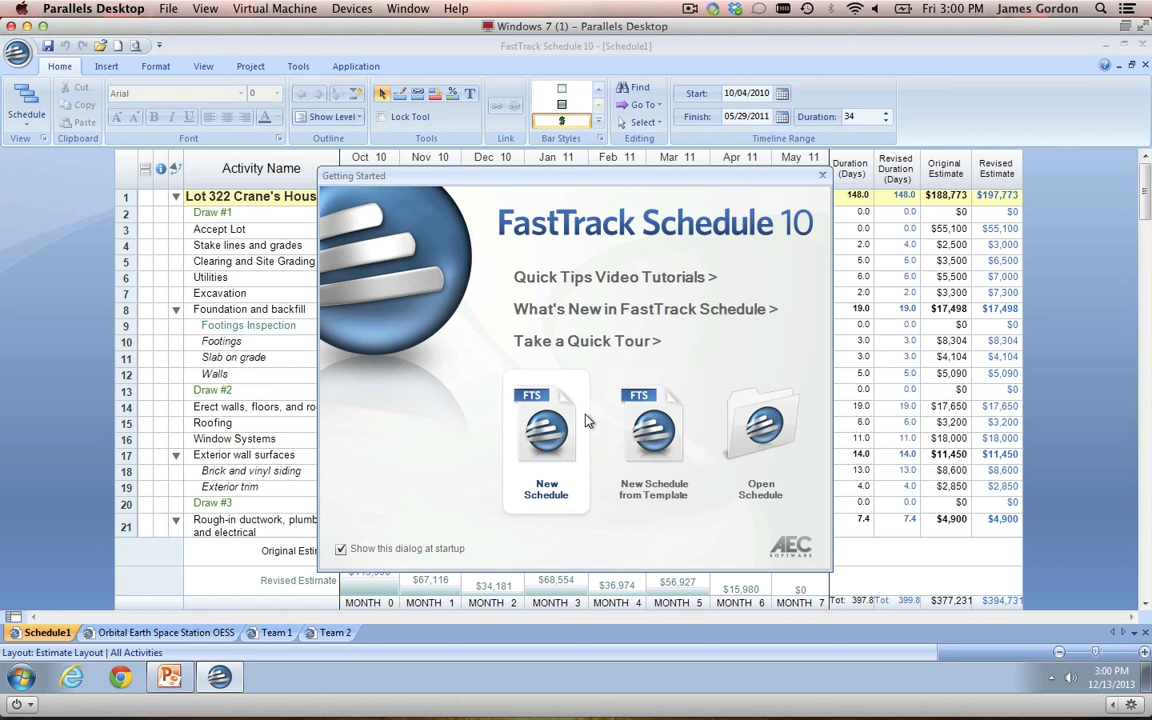 Parallels Desktop File View Virtual Machine Devices Window Help Fri 3:00 PM James Gordon
Windows 7 (1) - Parallels Desktop
FastTrack Schedule 10 - [Schedule1]
Home Insert Format View Project Tools Application
Schedule
View
Cut
Copy
Paste
Clipboard
Arial 0
B I U
Font
Show Level
Outline
Lock Tool
Tools
Link
Bar Styles
Find
Go To
Select
Editing
Start: 10/04/2010
Finish: 05/29/2011 Duration: 34
Timeline Range
Activity Name Oct 10 Nov 10 Dec 10 Jan 11 Feb 11 Mar 11 Apr 11 May 11 Duration (Days) Revised Duration (Days) Original Estimate Revised Estimate
1 Lot 322 Crane's Hous 148.0 148.0 $188,773 $197,773
2 Draw #1 0.0 0.0 $0 $0
3 Accept Lot 0.0 0.0 $55,100 $55,100
4 Stake lines and grades 2.0 4.0 $2,500 $3,000
5 Clearing and Site Grading 5.0 5.0 $3,500 $6,500
6 Utilities 6.0 6.0 $5,500 $7,000
7 Excavation 2.0 2.0 $3,300 $7,300
8 Foundation and backfill 19.0 19.0 $17,498 $17,498
9 Footings Inspection 0.0 0.0 $0 $0
10 Footings 3.0 3.0 $8,304 $8,304
11 Slab on grade 3.0 3.0 $4,104 $4,104
12 Walls 5.0 5.0 $5,090 $5,090
13 Draw #2 0.0 0.0 $0 $0
14 Erect walls, floors, and ro 19.0 19.0 $17,650 $17,650
15 Roofing 6.0 6.0 $3,200 $3,200
16 Window Systems 11.0 11.0 $18,000 $18,000
17 Exterior wall surfaces 14.0 14.0 $11,450 $11,450
18 Brick and vinyl siding 13.0 13.0 $8,600 $8,600
19 Exterior trim 4.0 4.0 $2,850 $2,850
20 Draw #3 0.0 0.0 $0 $0
21 Rough-in ductwork, plumb 7.4 7.4 $4,900 $4,900
and electrical
Getting Started
FastTrack Schedule 10
Quick Tips Video Tutorials >
What's New in FastTrack Schedule >
Take a Quick Tour >
FTS FTS
New Schedule
New Schedule from Template
Open Schedule
Show this dialog at startup
AEC
SOFTWARE
Original Estim
Revised Estimate $67,116 $34,181 $68,554 $36,974 $56,927 $15,980 $0
MONTH 0 MONTH 1 MONTH 2 MONTH 3 MONTH 4 MONTH 5 MONTH 6 MONTH 7 Tot: 397.8 Tot: 399.8 $377,231 $394,731
Schedule1 Orbital Earth Space Station OESS Team 1 Team 2
Layout: Estimate Layout | All Activities
3:00 PM
12/13/2013